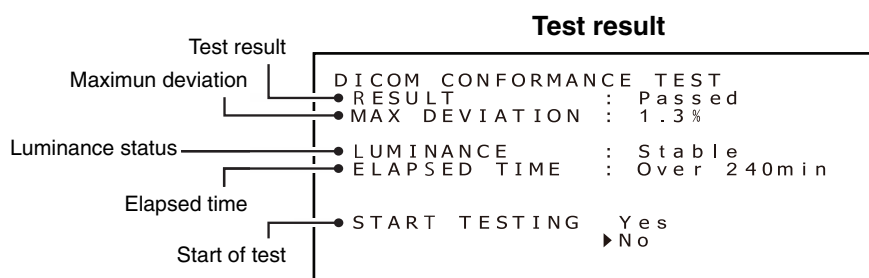 Test result
Test result
Maximun deviation
Luminance status
Elapsed time
Start of test
DICOM CONFORMANCE TEST
RESULT : Passed
MAX DEVIATION : 1.3%
LUMINANCE : Stable
ELAPSED TIME : Over 240min
START TESTING Yes
▶No